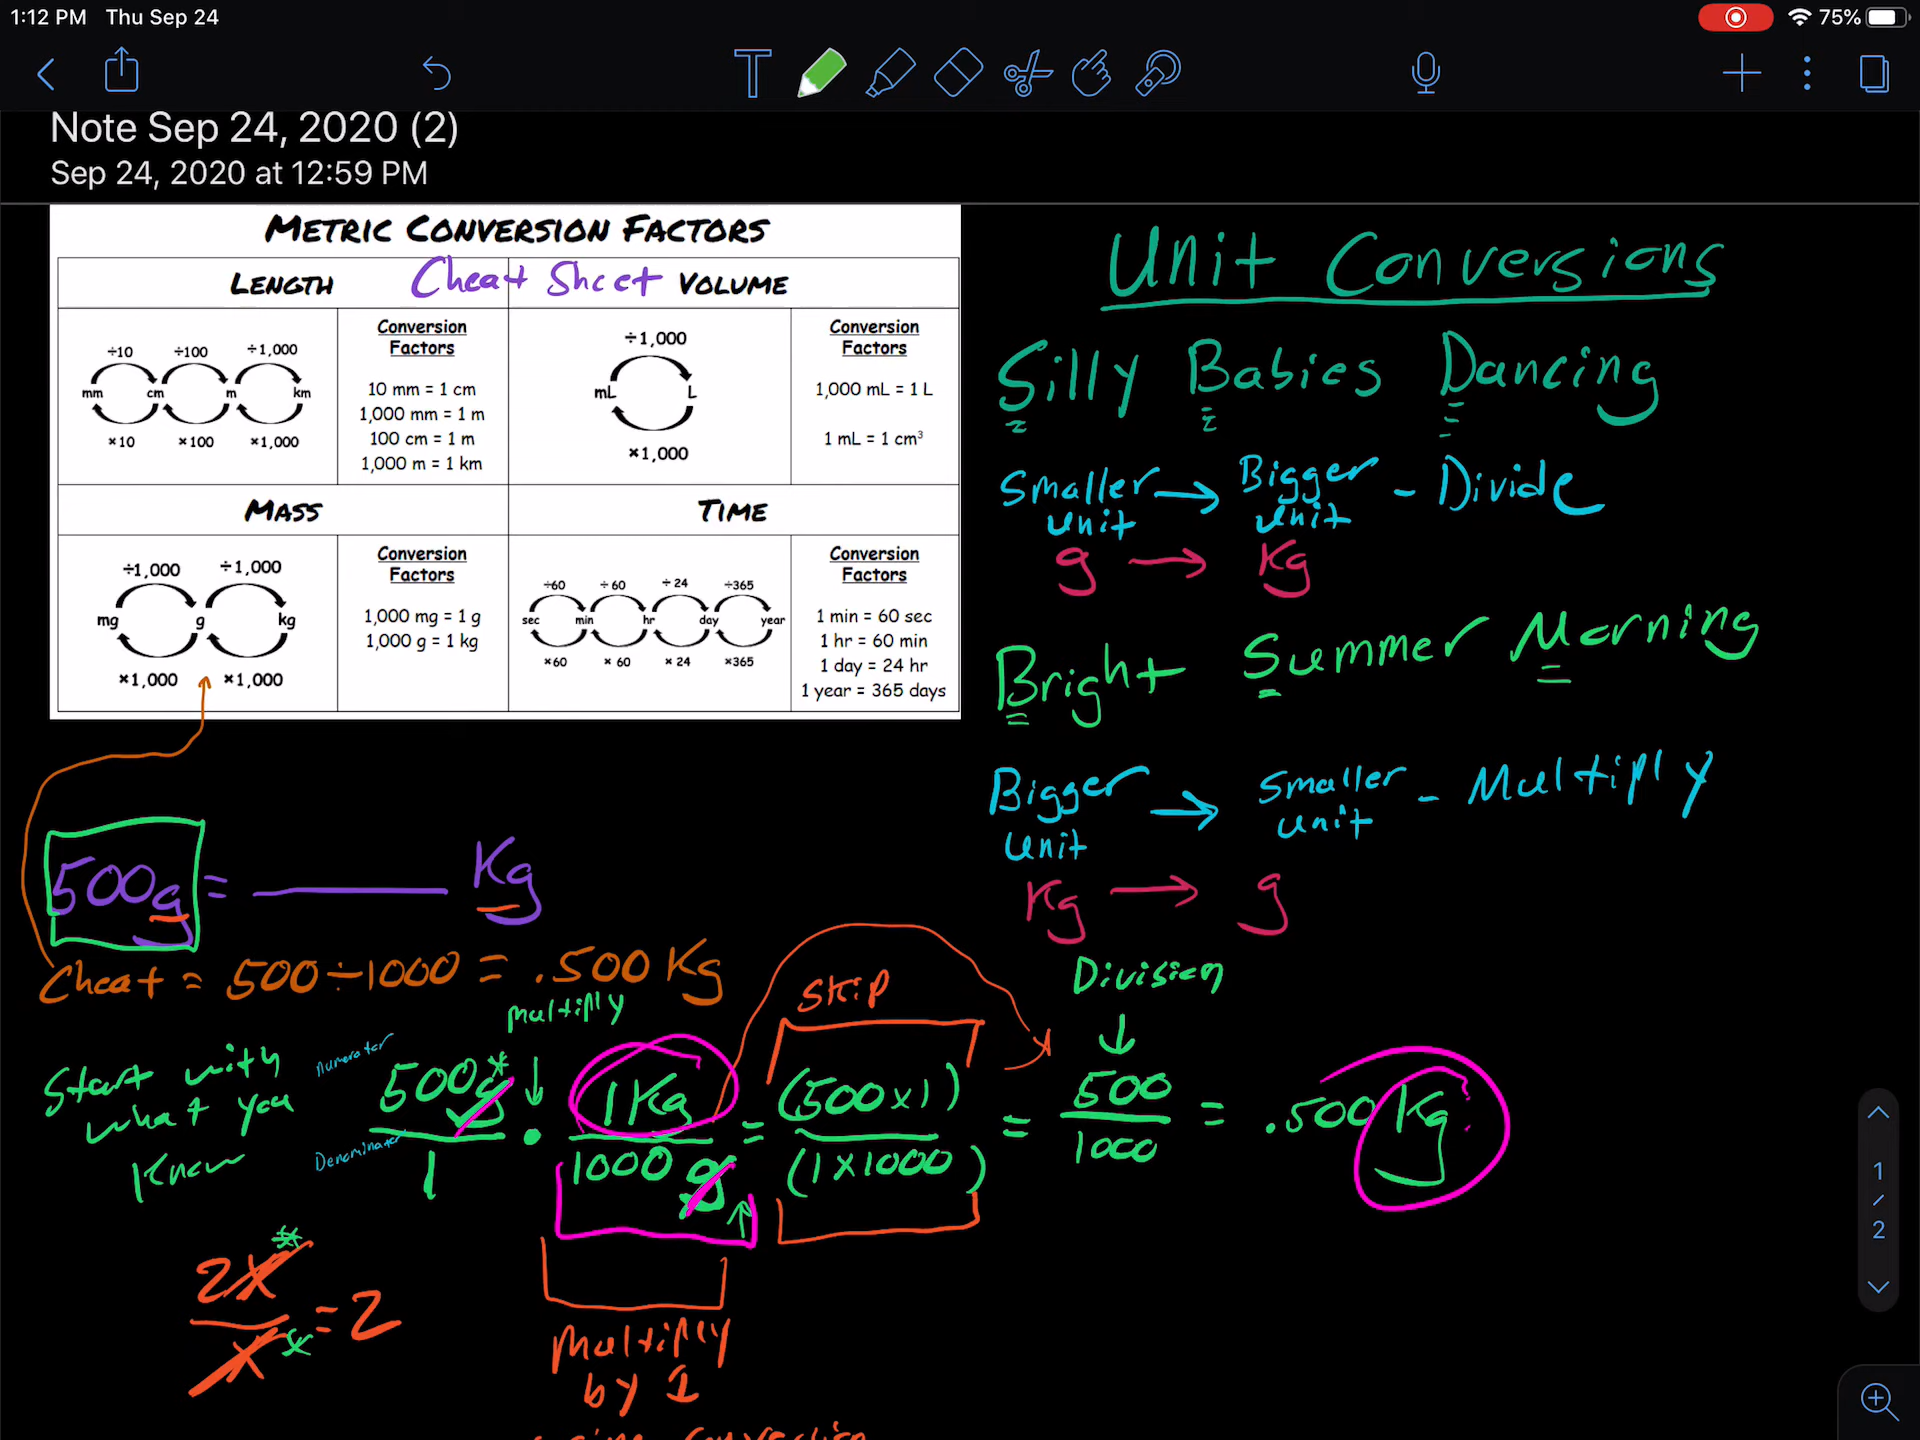 1:12 PM Thu Sep 24
75%
Note Sep 24, 2020 (2)
Sep 24, 2020 at 12:59 PM
METRIC CONVERSION FACTORS
Cheat Sheet
LENGTH
VOLUME
÷10 ÷100 ÷1,000
mm cm m km
×10 ×100 ×1,000
Conversion
Factors
10 mm = 1 cm
1,000 mm = 1 m
100 cm = 1 m
1,000 m = 1 km
÷1,000
mL L
×1,000
Conversion
Factors
1,000 mL = 1 L
1 mL = 1 cm³
MASS
TIME
÷1,000 ÷1,000
mg g kg
×1,000 ×1,000
Conversion
Factors
1,000 mg = 1 g
1,000 g = 1 kg
÷60 ÷60 ÷24 ÷365
sec min hr day year
×60 ×60 ×24 ×365
Conversion
Factors
1 min = 60 sec
1 hr = 60 min
1 day = 24 hr
1 year = 365 days
Unit Conversions
Silly Babies Dancing
Smaller unit → Bigger unit - Divide
g → Kg
Bright Summer Morning
Bigger unit → Smaller unit - Multiply
Kg → g
500g = ______ Kg
Cheat = 500 ÷ 1000 = .500 Kg
Start with
what you
Know
Numerator
Denominator
multiply
Skip
Division
500g/1 • 1Kg/1000g = (500x1)/(1x1000) = 500/1000 = .500 Kg
2x/x = 2
Multiply
by 1
1
/
2